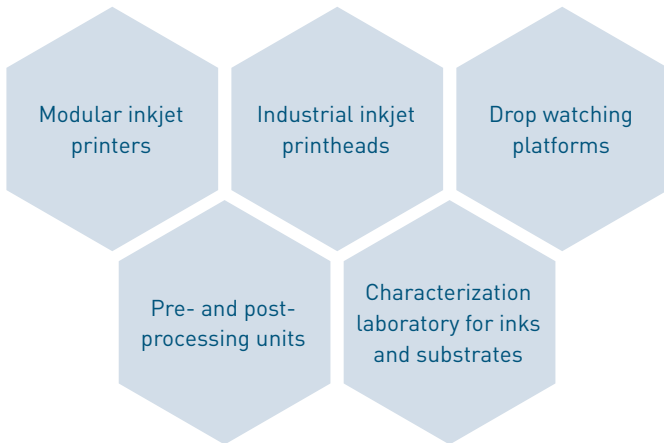 Modular inkjet
printers
Industrial inkjet
printheads
Drop watching
platforms
Pre- and post-
processing units
Characterization
laboratory for inks
and substrates